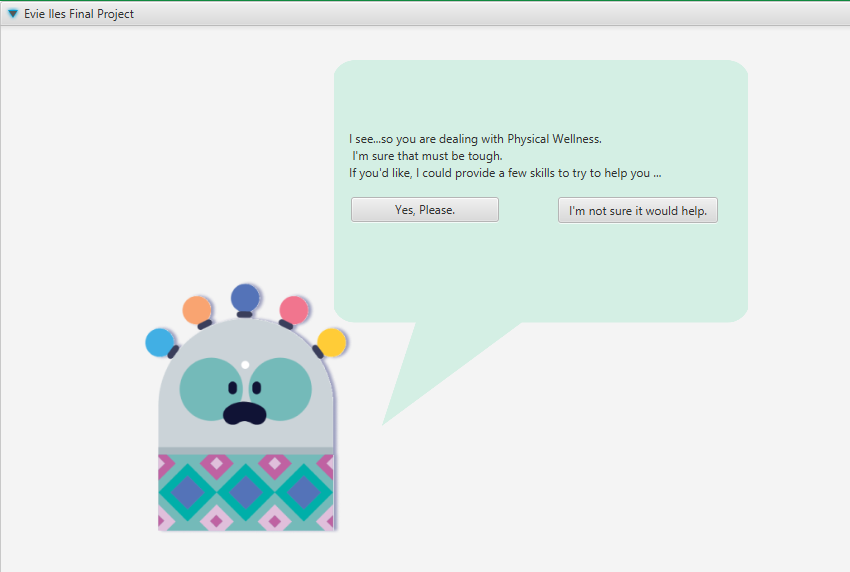 Evie Iles Final Project
I see...so you are dealing with Physical Wellness.
I'm sure that must be tough.
If you'd like, I could provide a few skills to try to help you ...
Yes, Please.
I'm not sure it would help.